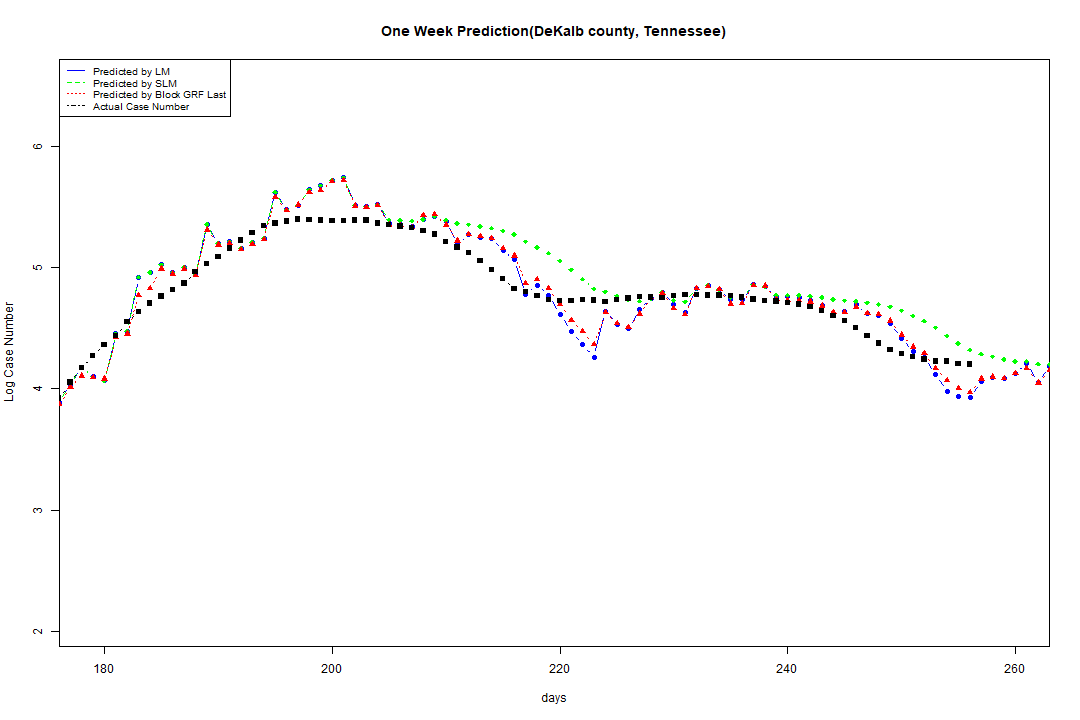 One Week Prediction(DeKalb county, Tennessee)
Predicted by LM
Predicted by SLM
Predicted by Block GRF Last
Actual Case Number
6
5
4
3
2
Log Case Number
180 200 220 240 260
days